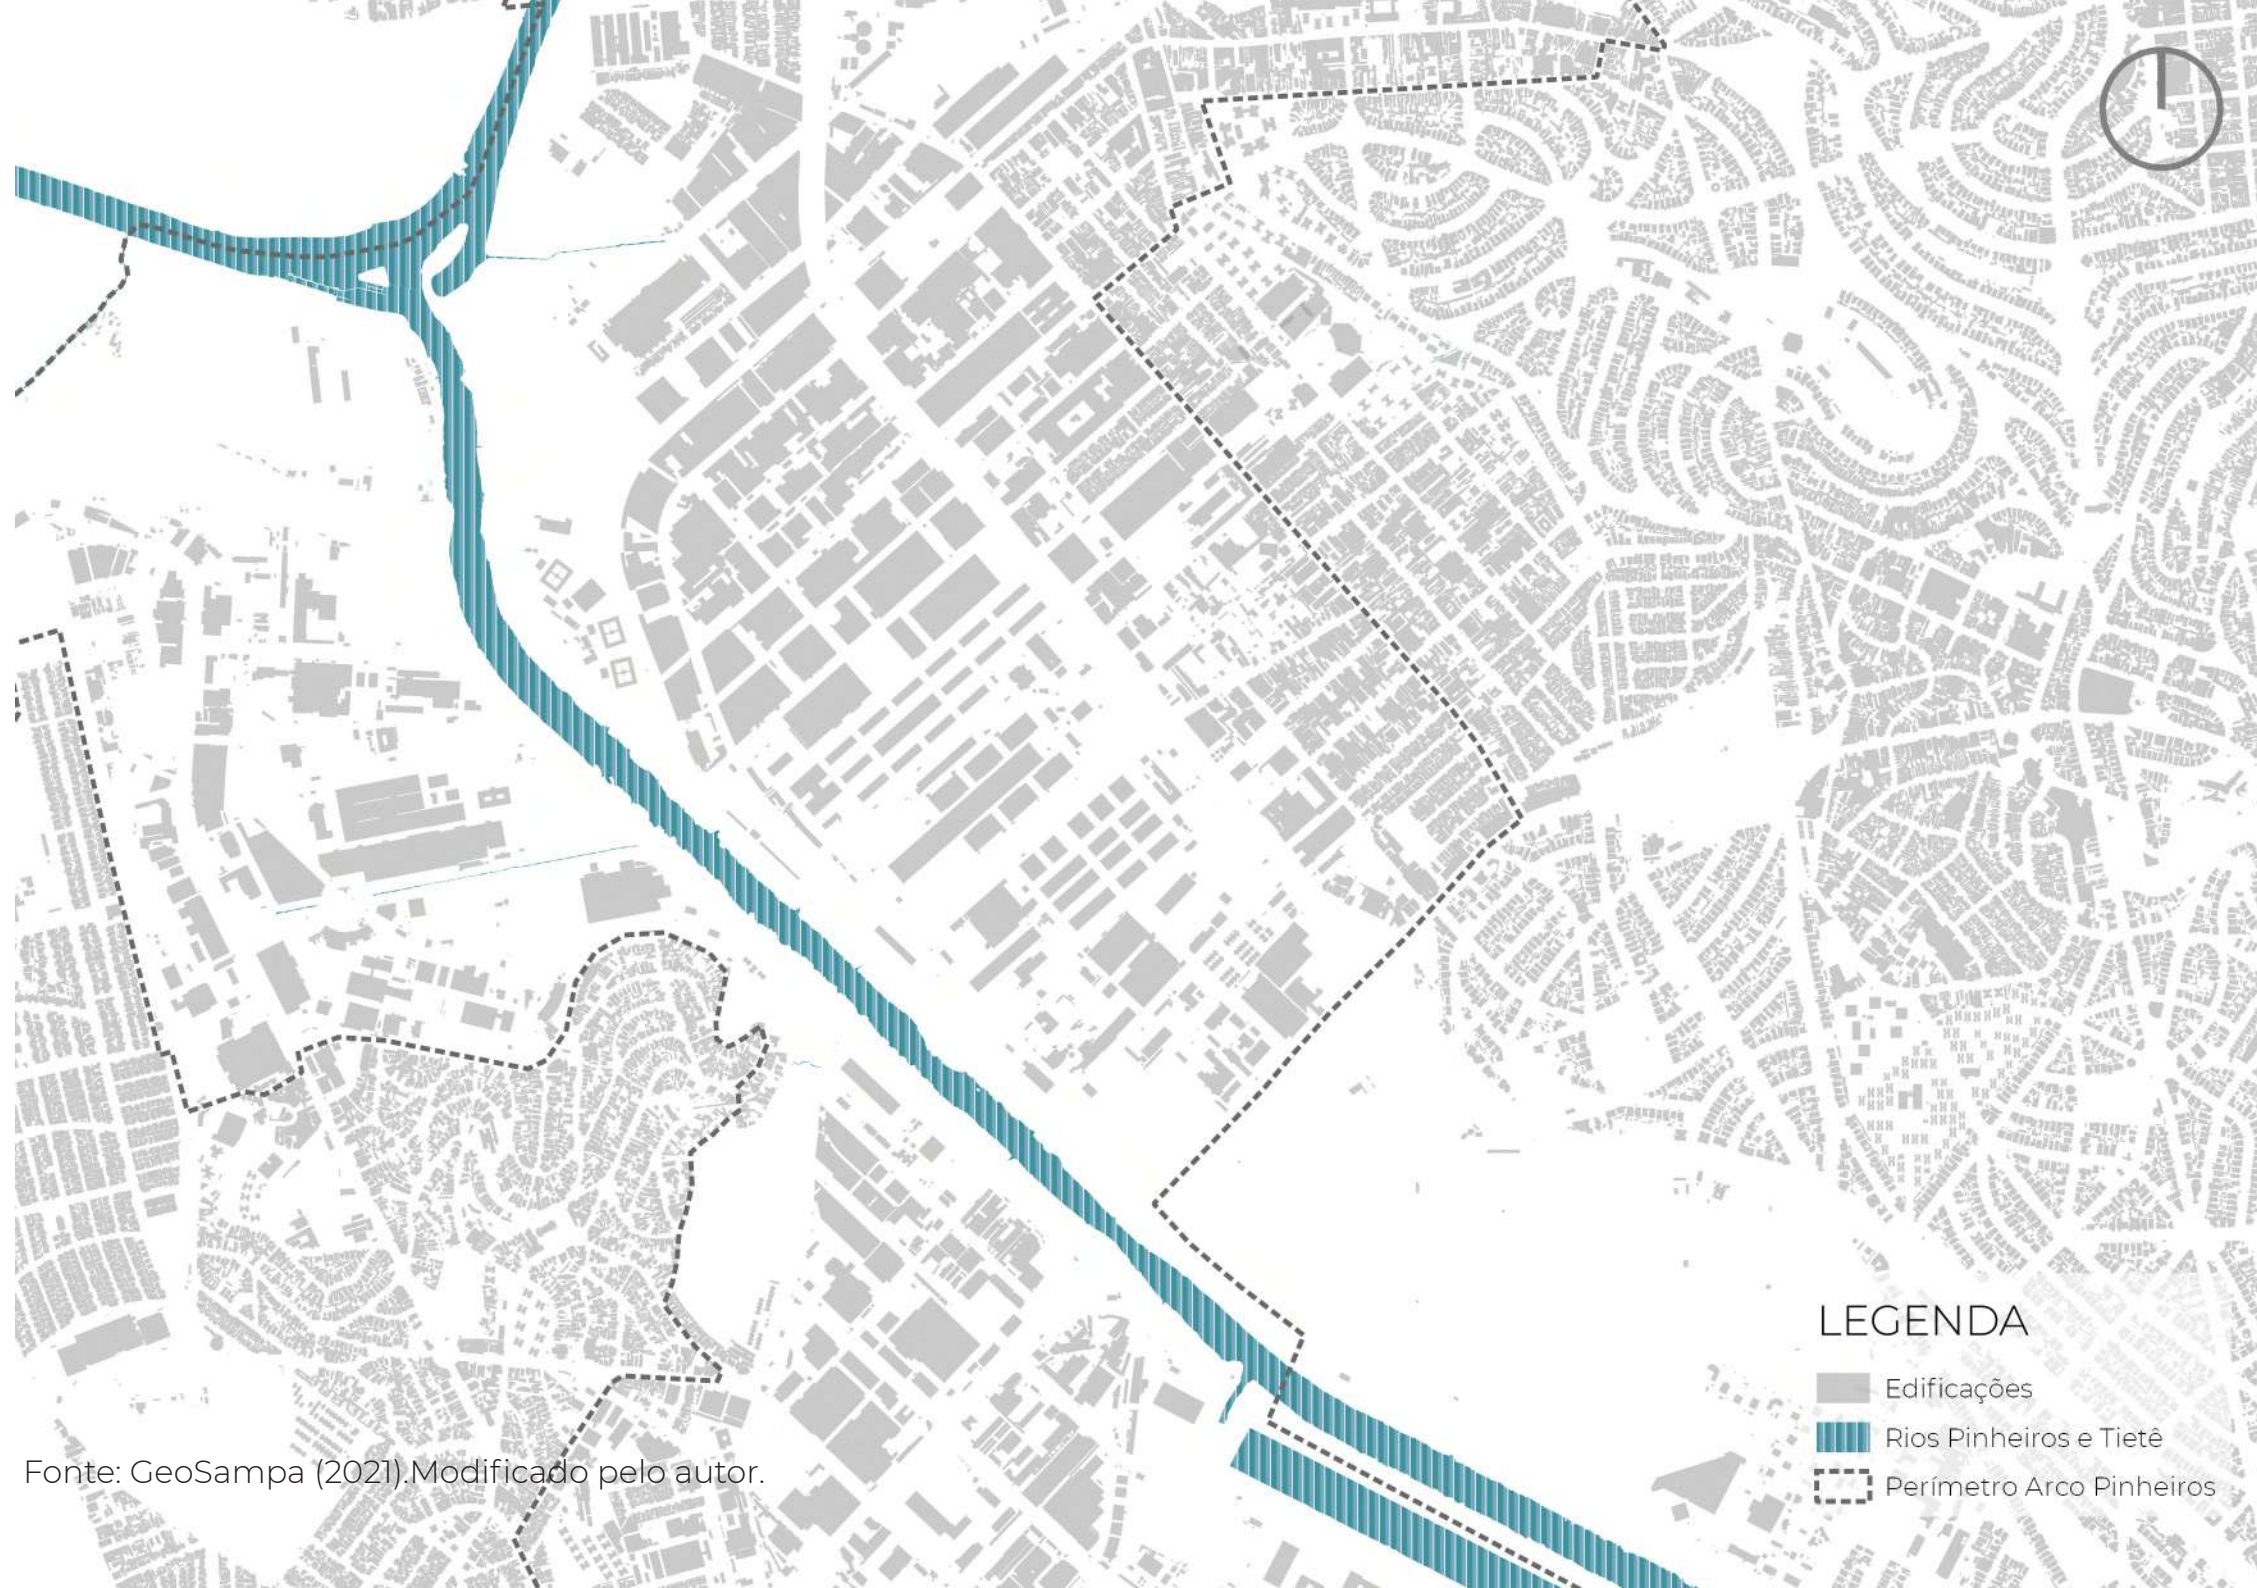 LEGENDA
Edificações
Rios Pinheiros e Tietê
Perímetro Arco Pinheiros
Fonte: GeoSampa (2021).Modificado pelo autor.